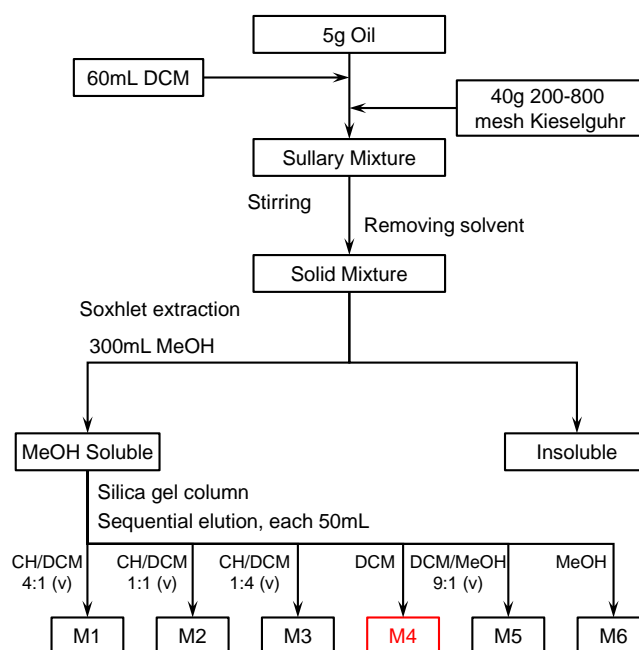 5g Oil
60mL DCM
40g 200-800
mesh Kieselguhr
Sullary Mixture
Stirring
Removing solvent
Solid Mixture
Soxhlet extraction
300mL MeOH
MeOH Soluble
Insoluble
Silica gel column
Sequential elution, each 50mL
CH/DCM
4:1 (v)
CH/DCM
1:1 (v)
CH/DCM
1:4 (v)
DCM
DCM/MeOH
9:1 (v)
MeOH
M1
M2
M3
M4
M5
M6